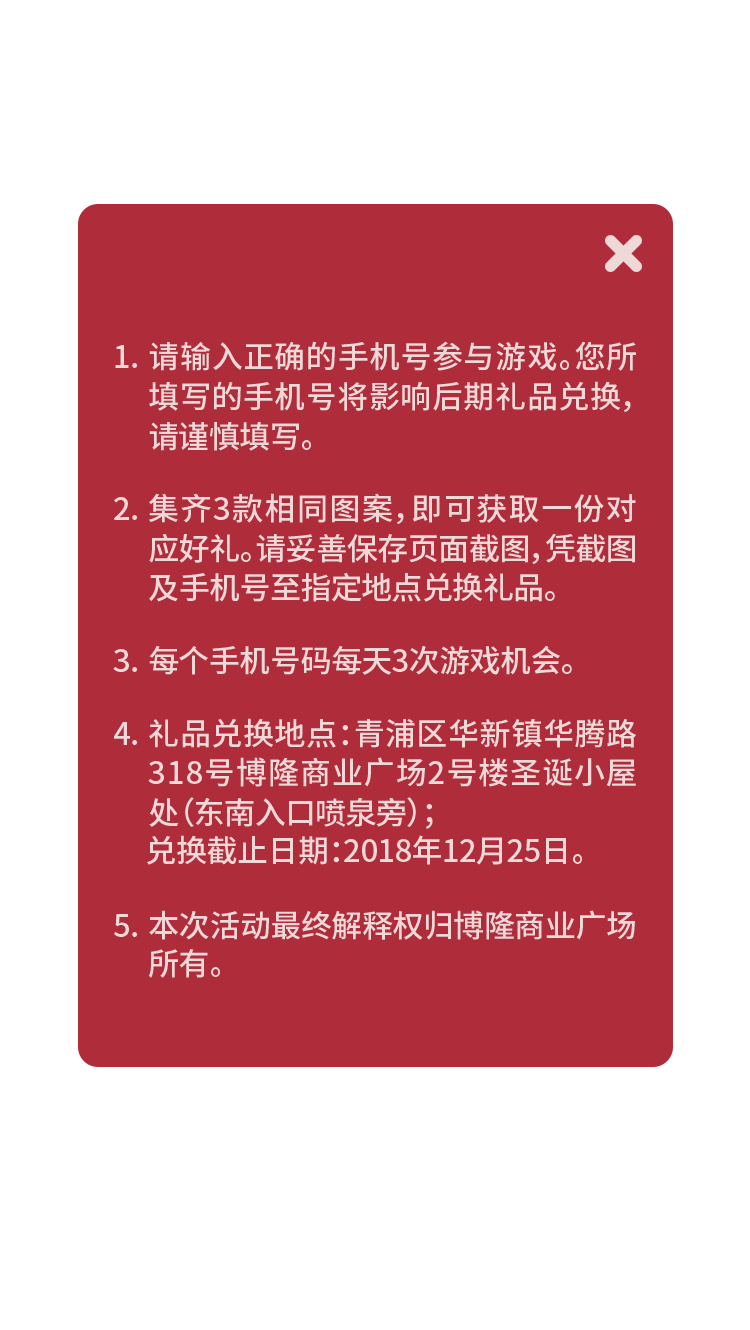 1. 请输入正确的手机号参与游戏。您所
填写的手机号将影响后期礼品兑换，
请谨慎填写。
2. 集齐3款相同图案，即可获取一份对
应好礼。请妥善保存页面截图，凭截图
及手机号至指定地点兑换礼品。
3. 每个手机号码每天3次游戏机会。
4. 礼品兑换地点：青浦区华新镇华腾路
318号博隆商业广场2号楼圣诞小屋
处（东南入口喷泉旁）；
兑换截止日期：2018年12月25日。
5. 本次活动最终解释权归博隆商业广场
所有。